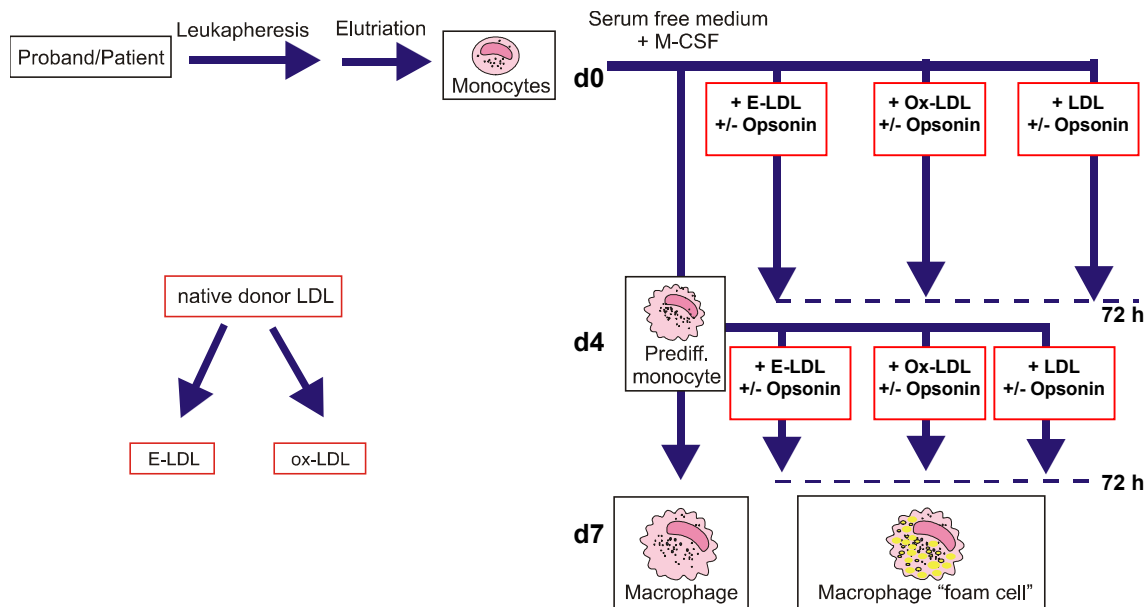 Proband/Patient
Leukapheresis
Elutriation
Monocytes
Serum free medium
+ M-CSF
d0
+ E-LDL
+/- Opsonin
+ Ox-LDL
+/- Opsonin
+ LDL
+/- Opsonin
72 h
native donor LDL
E-LDL
ox-LDL
d4
Prediff.
monocyte
+ E-LDL
+/- Opsonin
+ Ox-LDL
+/- Opsonin
+ LDL
+/- Opsonin
72 h
d7
Macrophage
Macrophage "foam cell"